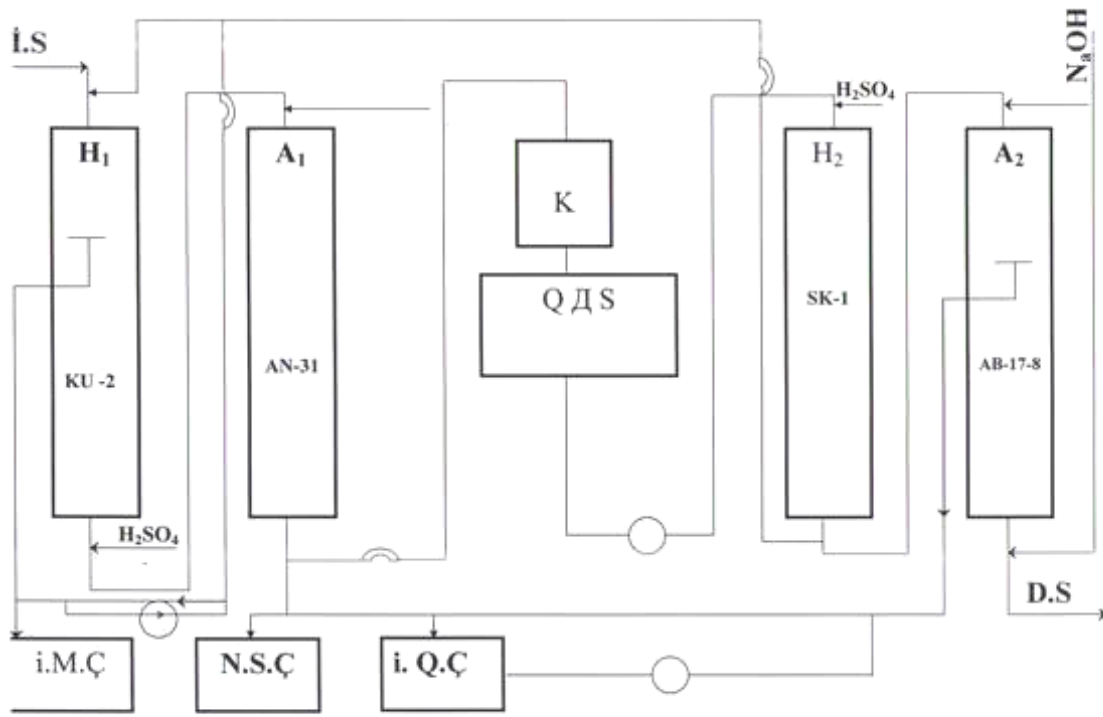 İ.S
H₂SO₄
NaOH
H₁
A₁
K
H₂
A₂
Q Д S
SK-1
KU -2
AN-31
AB-17-8
H₂SO₄
D.S
i.M.Ç
N.S.Ç
i. Q.Ç